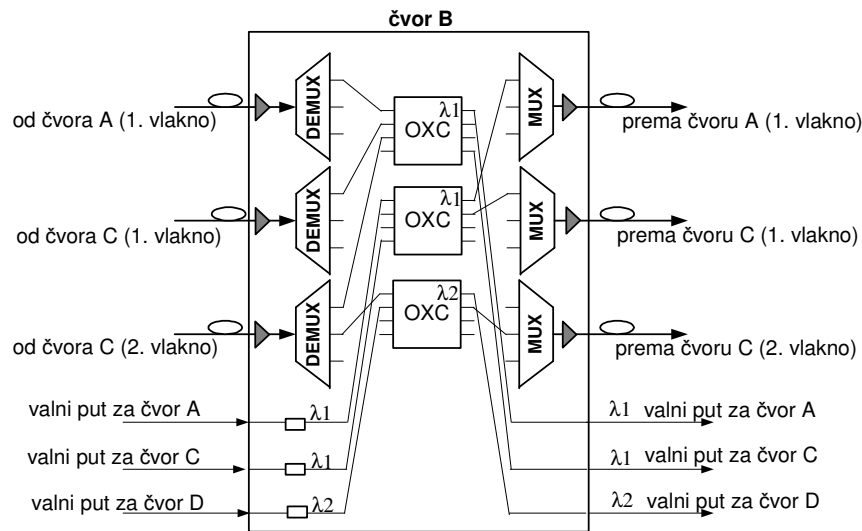 čvor B
DEMUX
MUX
λ1
OXC
od čvora A (1. vlakno)
prema čvoru A (1. vlakno)
DEMUX
MUX
λ1
OXC
od čvora C (1. vlakno)
prema čvoru C (1. vlakno)
DEMUX
MUX
λ2
OXC
od čvora C (2. vlakno)
prema čvoru C (2. vlakno)
valni put za čvor A
λ1
λ1 valni put za čvor A
valni put za čvor C
λ1
λ1 valni put za čvor C
valni put za čvor D
λ2
λ2 valni put za čvor D